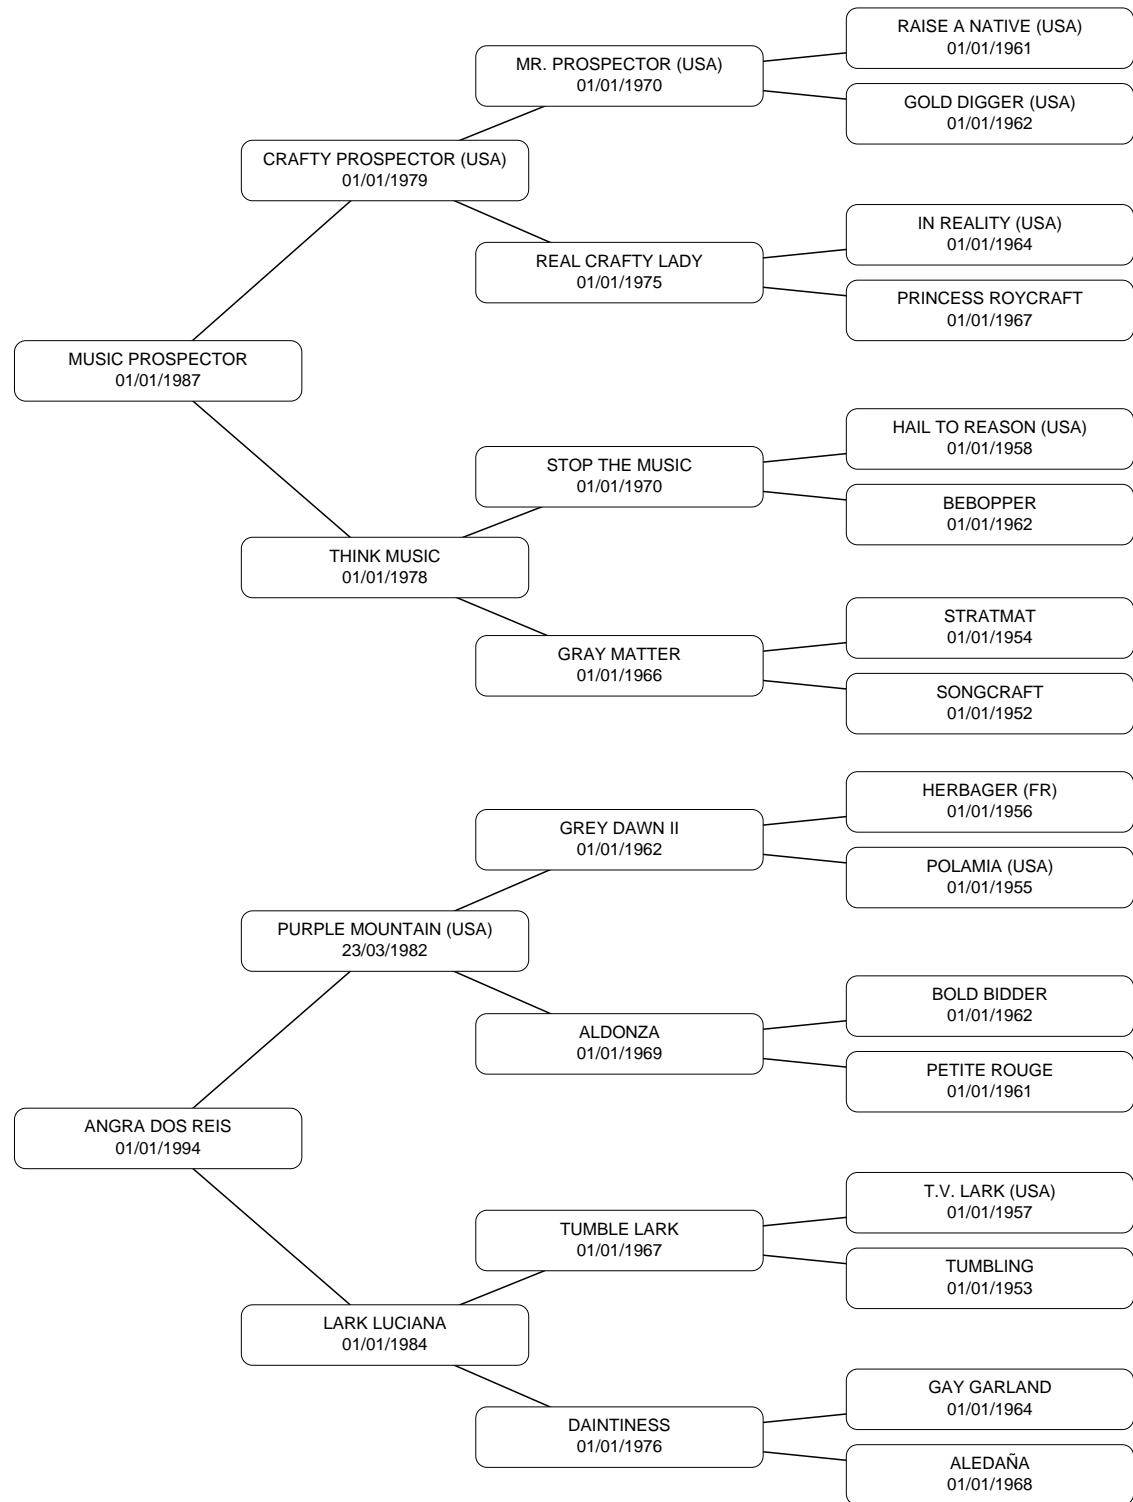 RAISE A NATIVE (USA)
01/01/1961
MR. PROSPECTOR (USA)
01/01/1970
GOLD DIGGER (USA)
01/01/1962
CRAFTY PROSPECTOR (USA)
01/01/1979
IN REALITY (USA)
01/01/1964
REAL CRAFTY LADY
01/01/1975
PRINCESS ROYCRAFT
01/01/1967
MUSIC PROSPECTOR
01/01/1987
HAIL TO REASON (USA)
01/01/1958
STOP THE MUSIC
01/01/1970
BEBOPPER
01/01/1962
THINK MUSIC
01/01/1978
STRATMAT
01/01/1954
GRAY MATTER
01/01/1966
SONGCRAFT
01/01/1952
HERBAGER (FR)
01/01/1956
GREY DAWN II
01/01/1962
POLAMIA (USA)
01/01/1955
PURPLE MOUNTAIN (USA)
23/03/1982
BOLD BIDDER
01/01/1962
ALDONZA
01/01/1969
PETITE ROUGE
01/01/1961
ANGRA DOS REIS
01/01/1994
T.V. LARK (USA)
01/01/1957
TUMBLE LARK
01/01/1967
TUMBLING
01/01/1953
LARK LUCIANA
01/01/1984
GAY GARLAND
01/01/1964
DAINTINESS
01/01/1976
ALEDAÑA
01/01/1968